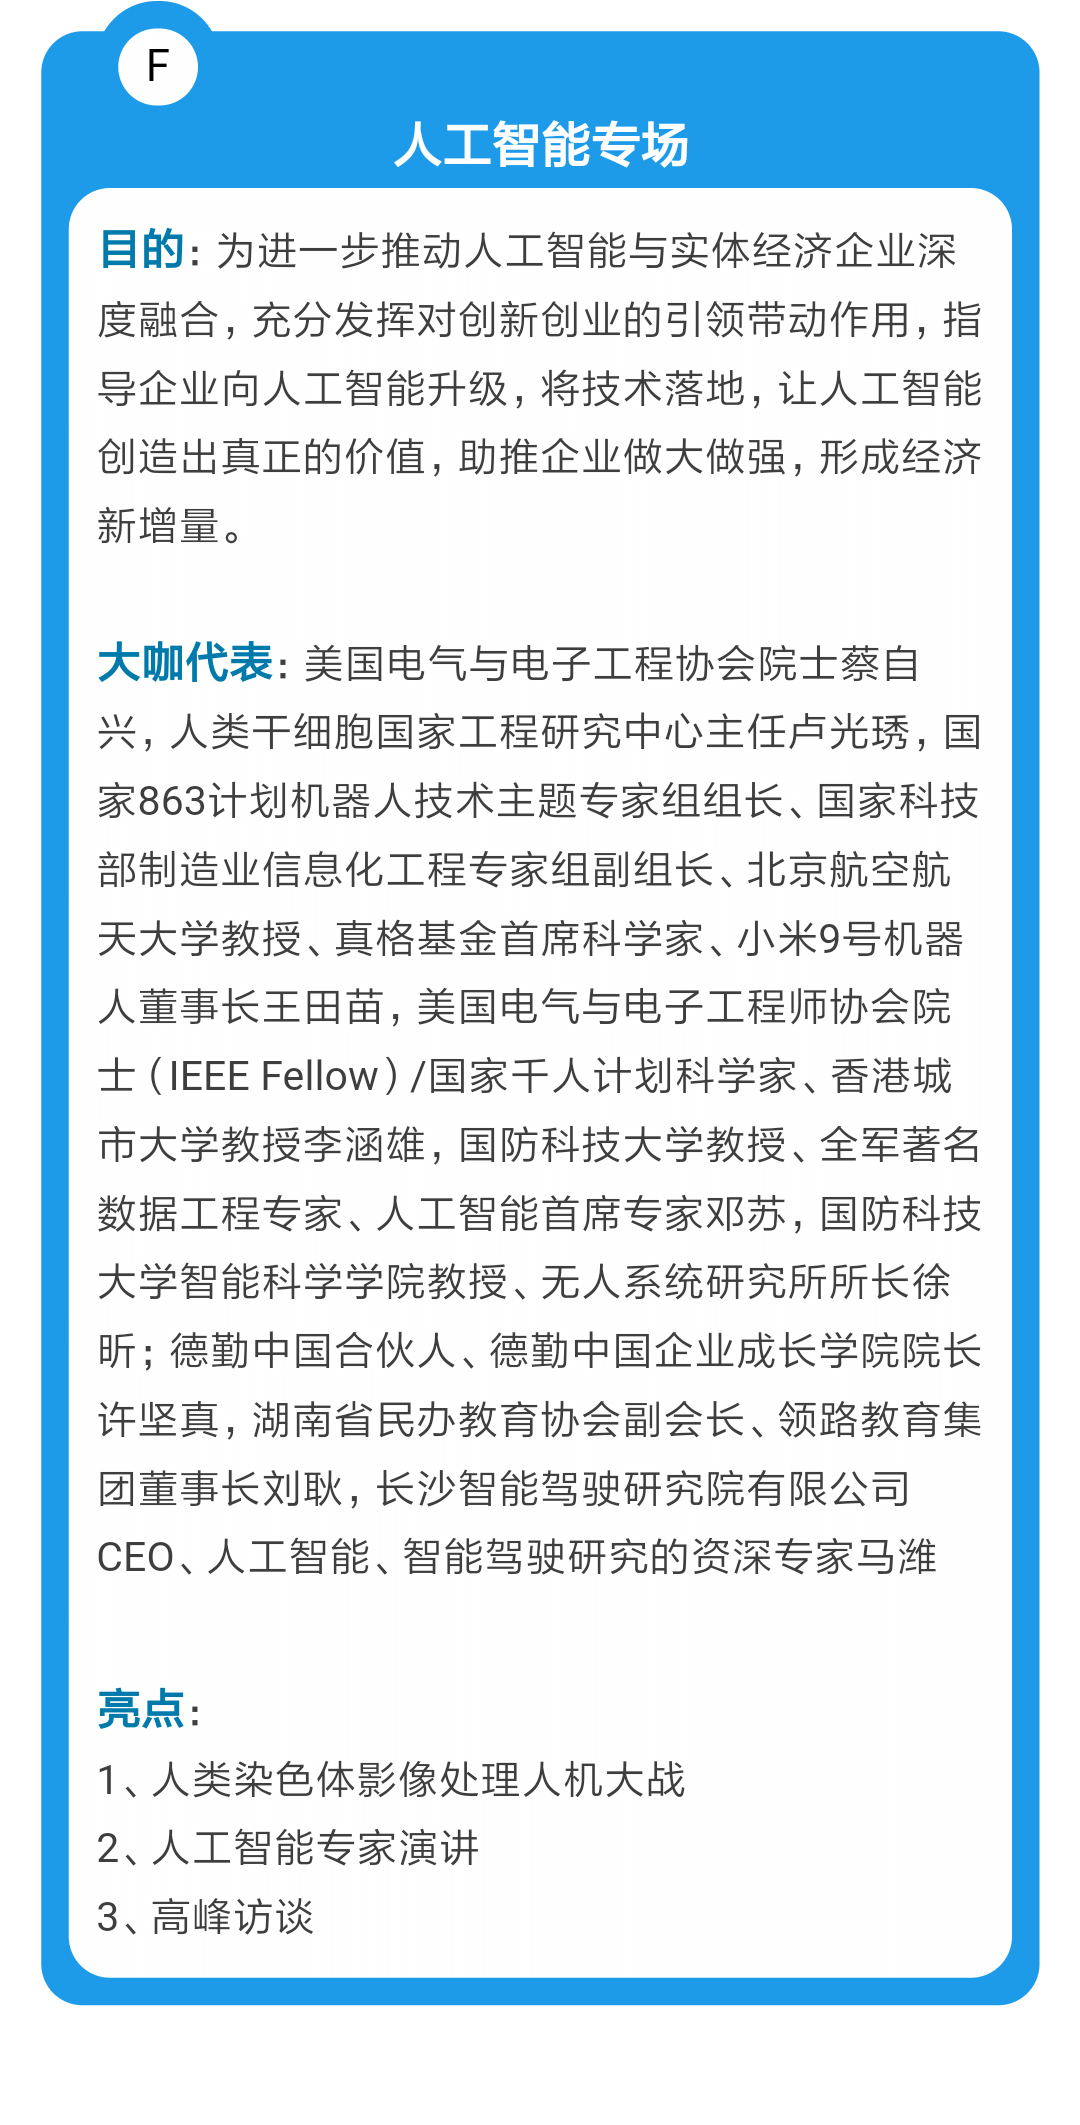 F
人工智能专场
目的：为进一步推动人工智能与实体经济企业深
度融合，充分发挥对创新创业的引领带动作用，指
导企业向人工智能升级，将技术落地，让人工智能
创造出真正的价值，助推企业做大做强，形成经济
新增量。
大咖代表：美国电气与电子工程协会院士蔡自
兴，人类干细胞国家工程研究中心主任卢光琇，国
家863计划机器人技术主题专家组组长、国家科技
部制造业信息化工程专家组副组长、北京航空航
天大学教授、真格基金首席科学家、小米9号机器
人董事长王田苗，美国电气与电子工程师协会院
士（IEEE Fellow）/国家千人计划科学家、香港城
市大学教授李涵雄，国防科技大学教授、全军著名
数据工程专家、人工智能首席专家邓苏，国防科技
大学智能科学学院教授、无人系统研究所所长徐
昕；德勤中国合伙人、德勤中国企业成长学院院长
许坚真，湖南省民办教育协会副会长、领路教育集
团董事长刘耿，长沙智能驾驶研究院有限公司
CEO、人工智能、智能驾驶研究的资深专家马潍
亮点：
1、人类染色体影像处理人机大战
2、人工智能专家演讲
3、高峰访谈